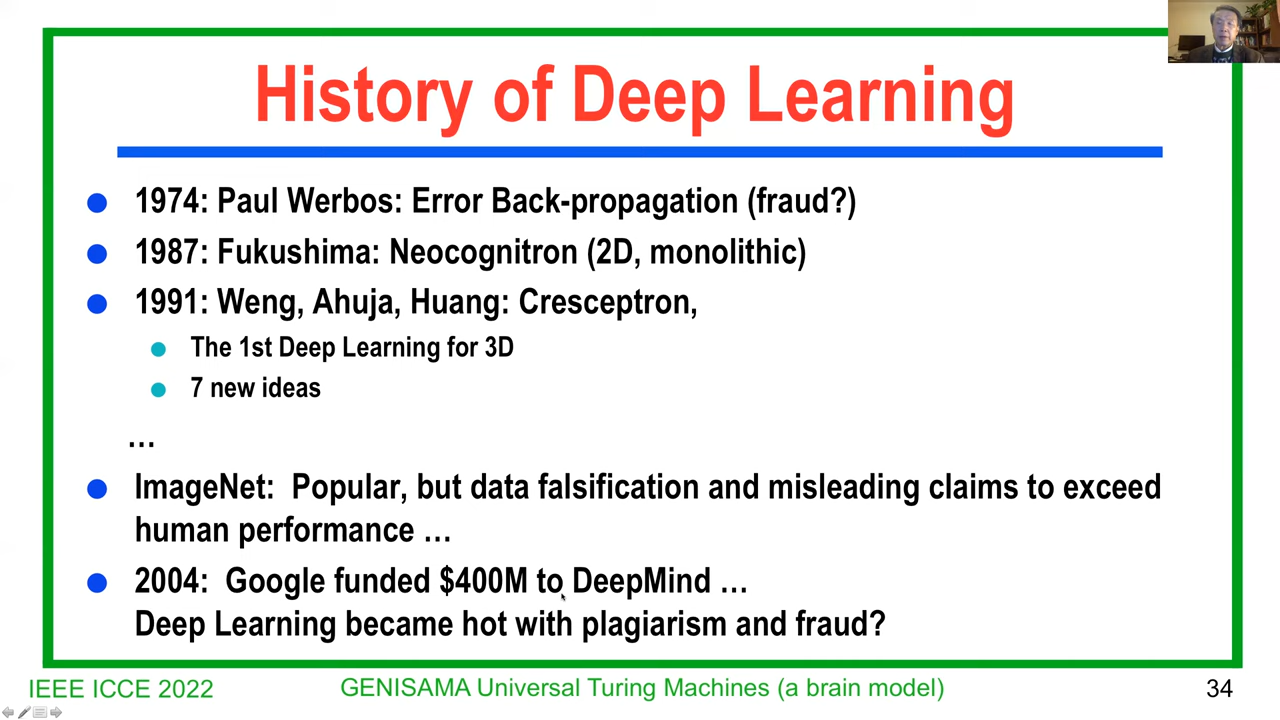 History of Deep Learning
1974: Paul Werbos: Error Back-propagation (fraud?)
1987: Fukushima: Neocognitron (2D, monolithic)
1991: Weng, Ahuja, Huang: Cresceptron,
The 1st Deep Learning for 3D
7 new ideas
…
ImageNet:  Popular, but data falsification and misleading claims to exceed
human performance …
2004:  Google funded $400M to DeepMind …
Deep Learning became hot with plagiarism and fraud?
IEEE ICCE 2022
GENISAMA Universal Turing Machines (a brain model)
34